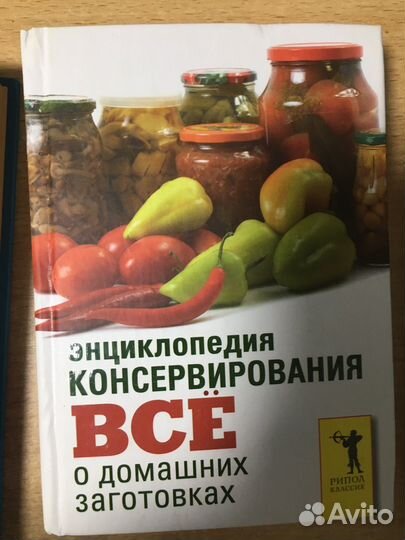 ЭНЦИКЛОПЕДИЯ
КОНСЕРВИРОВАНИЯ
ВСЁ
о домашних
заготовках
РИПОЛ
КЛАССИК
Avito